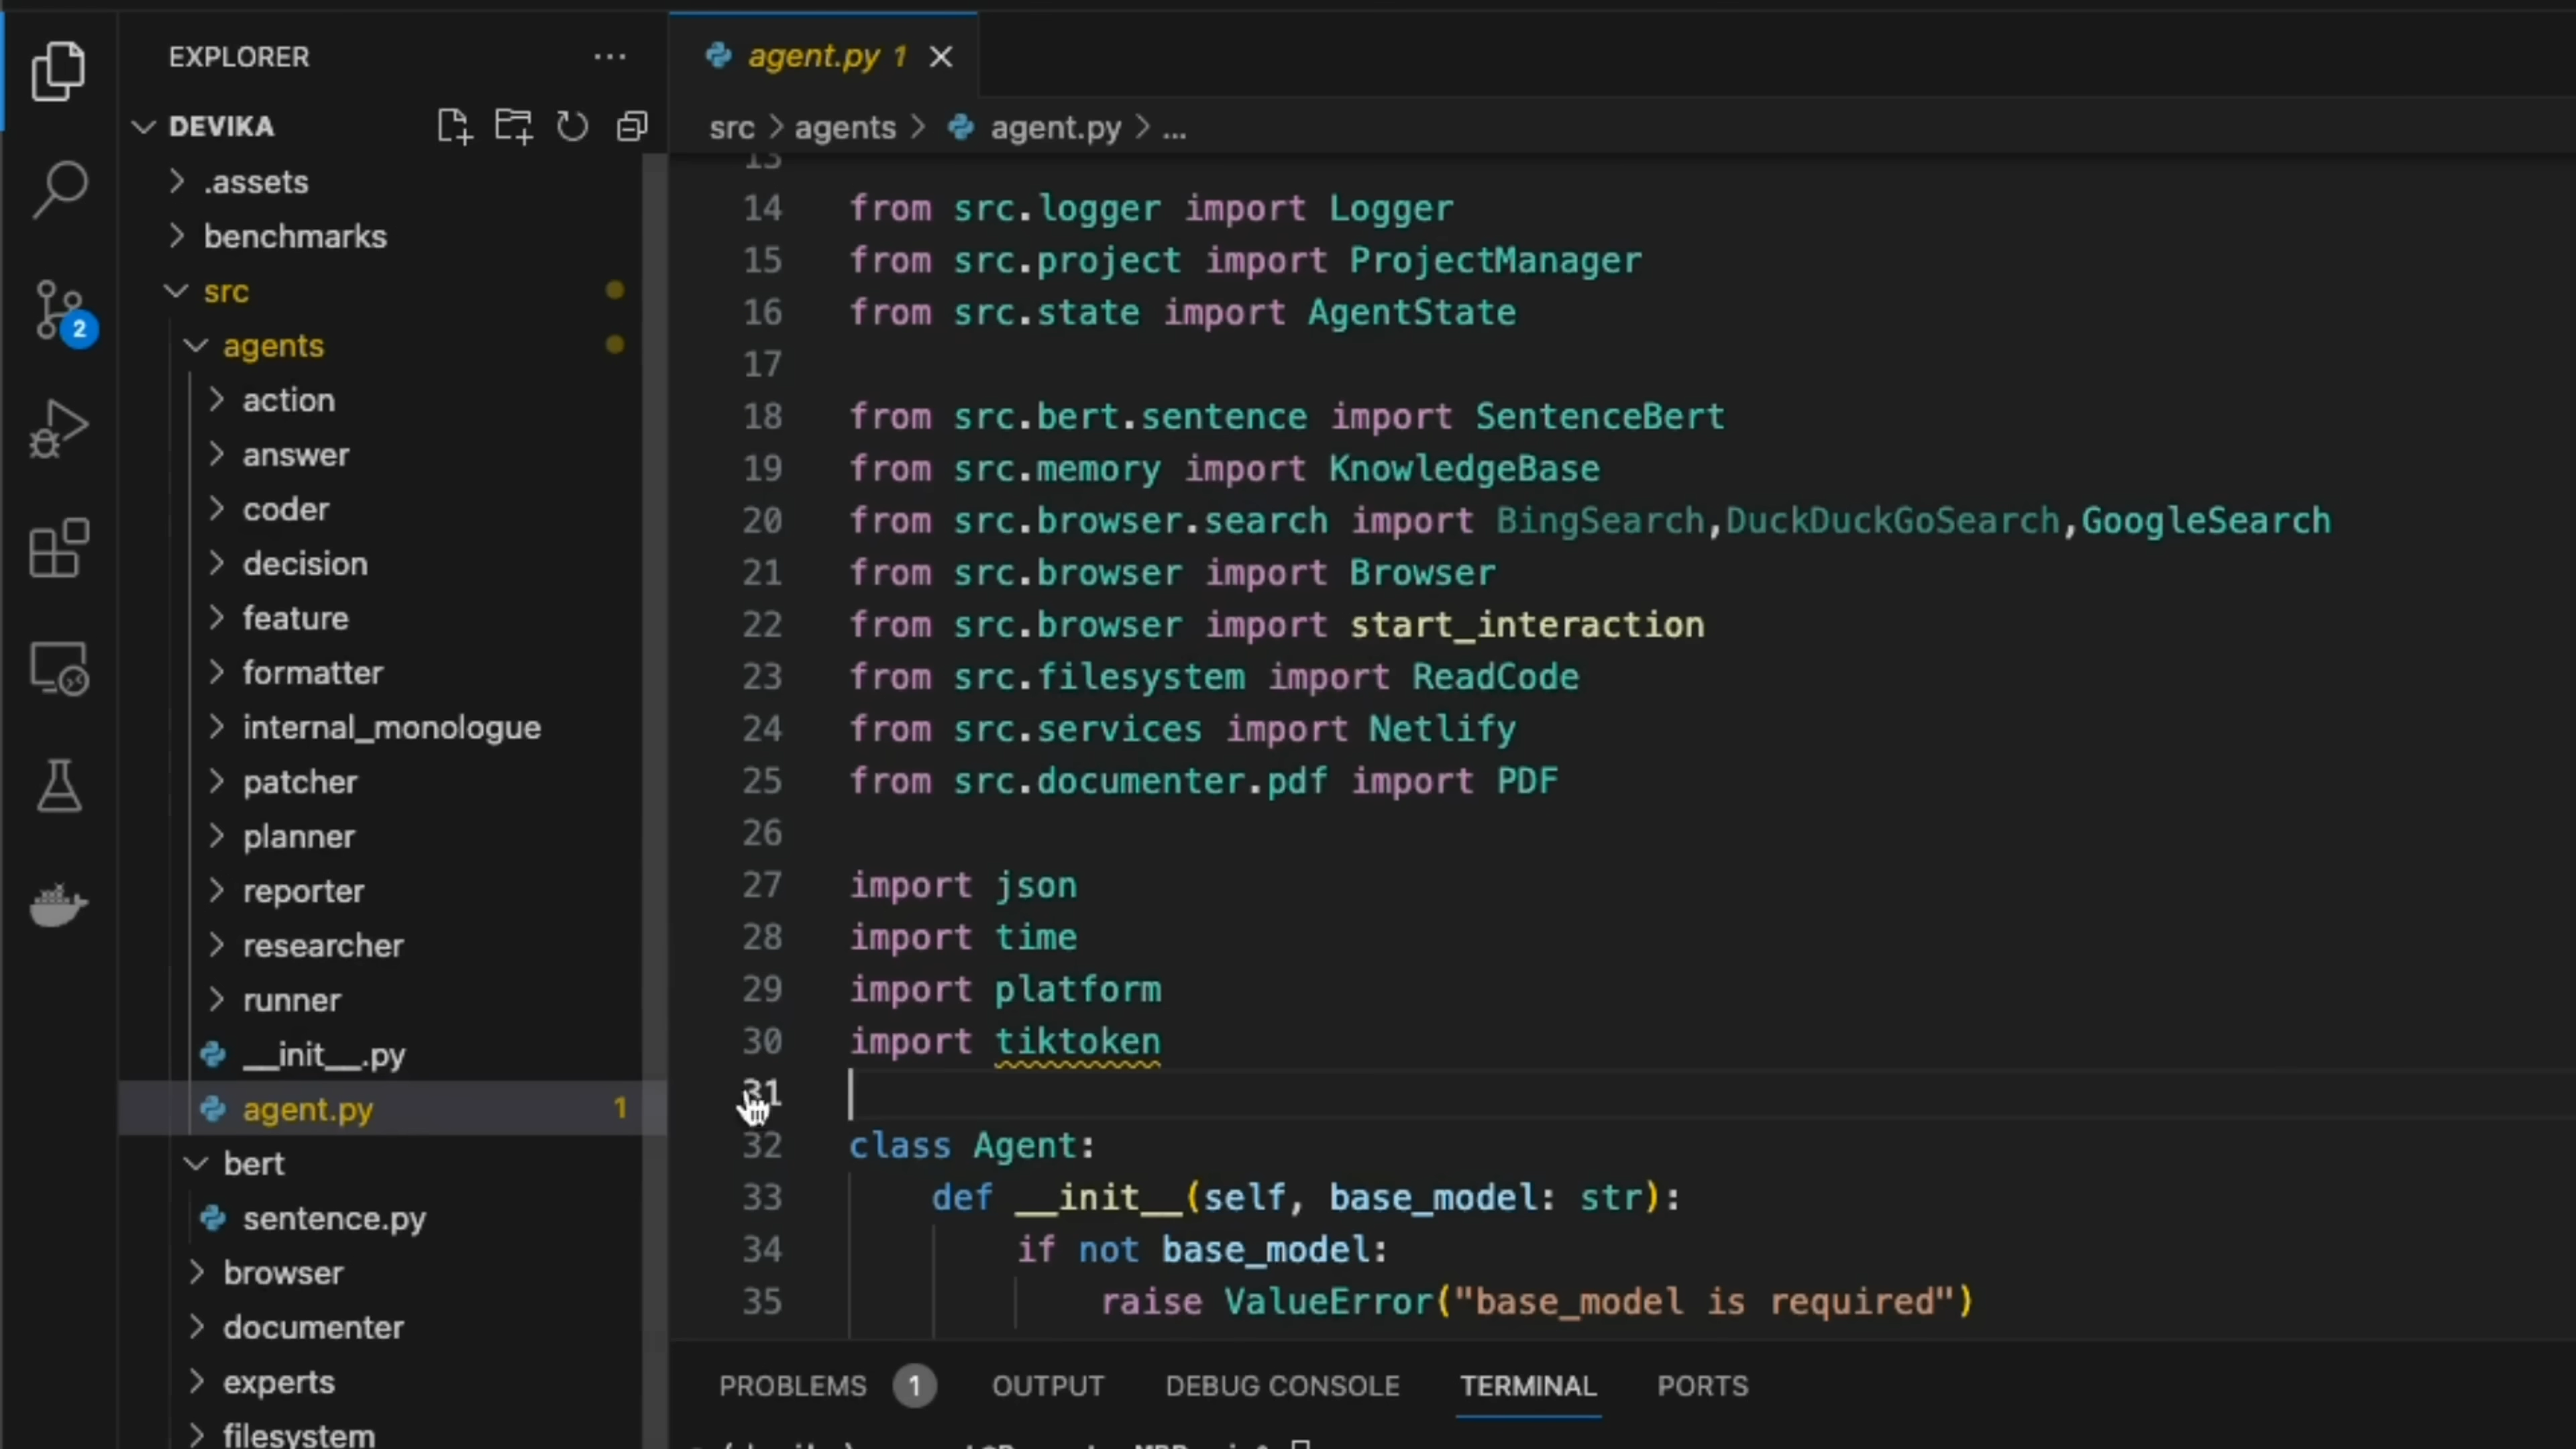 EXPLORER
DEVIKA
.assets
benchmarks
src
agents
action
answer
coder
decision
feature
formatter
internal_monologue
patcher
planner
reporter
researcher
runner
__init__.py
agent.py 1
bert
sentence.py
browser
documenter
experts
filesystem
2
agent.py 1
src > agents > agent.py > ...
13
14 from src.logger import Logger
15 from src.project import ProjectManager
16 from src.state import AgentState
17
18 from src.bert.sentence import SentenceBert
19 from src.memory import KnowledgeBase
20 from src.browser.search import BingSearch,DuckDuckGoSearch,GoogleSearch
21 from src.browser import Browser
22 from src.browser import start_interaction
23 from src.filesystem import ReadCode
24 from src.services import Netlify
25 from src.documenter.pdf import PDF
26
27 import json
28 import time
29 import platform
30 import tiktoken
31
32 class Agent:
33 def __init__(self, base_model: str):
34 if not base_model:
35 raise ValueError("base_model is required")
PROBLEMS 1 OUTPUT DEBUG CONSOLE TERMINAL PORTS